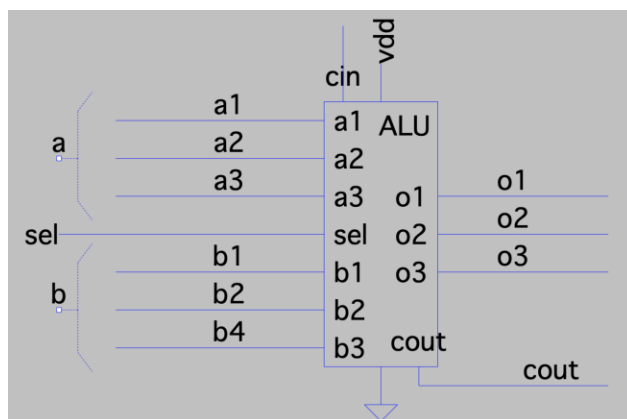 vdd
cin
a1 a1 ALU
a a2 a2
a3 a3 o1 o1
sel sel o2 o2
b1 b1 o3 o3
b b2 b2
b4 b3 cout
cout